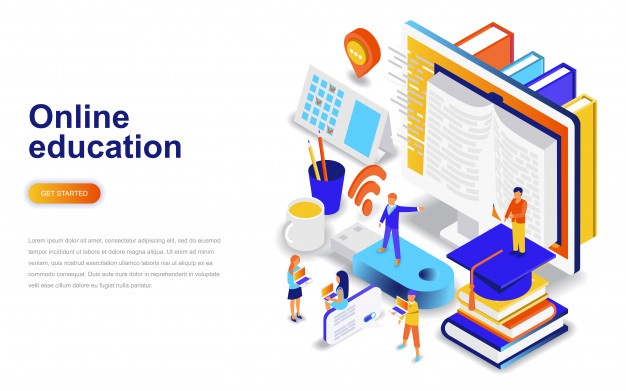 Online
education
GET STARTED
Lorem ipsum dolor sit amet, consectetur adipiscing elit,
sed do eiusmod tempor incididunt ut labore et dolore
magna aliqua. Ut enim ad minim veniam, quis nostrud
exercitation ullamco laboris nisi ut aliquip ex ea
commodo consequat. Duis aute irure dolor in
reprehenderit in voluptate velit esse cillum dolore eu
fugiat nulla pariatur.